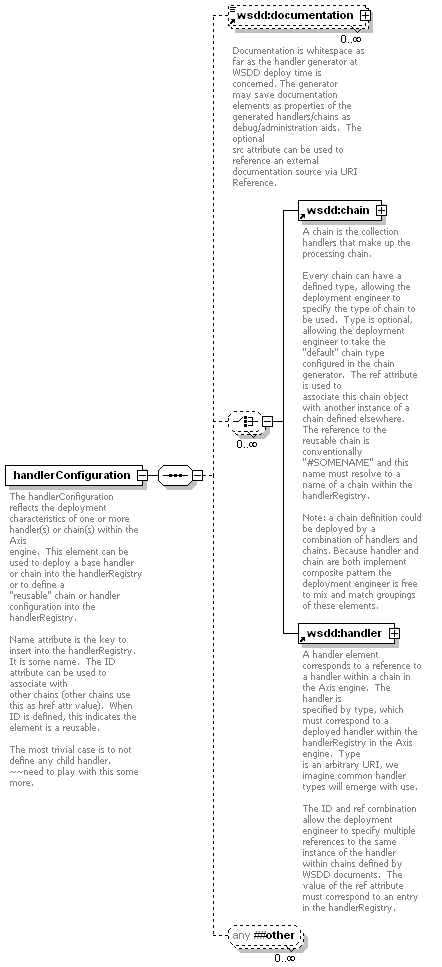 wsdd:documentation
0..∞
Documentation is whitespace as
far as the handler generator at
WSDD deploy time is
concerned. The generator
may save documentation
elements as properties of the
generated handlers/chains as
debug/administration aids.  The
optional
src attribute can be used to
reference an external
documentation source via URI
Reference.
wsdd:chain
A chain is the collection
handlers that make up the
processing chain.
Every chain can have a
defined type, allowing the
deployment engineer to
specify the type of chain to
be used.  Type is optional,
allowing the deployment
engineer to take the
"default" chain type
configured in the chain
generator.  The ref attribute
is used to
associate this chain object
with another instance of a
chain defined elsewhere.
The reference to the
reusable chain is
conventionally
"#SOMENAME" and this
name must resolve to a
name of a chain within the
handlerRegistry.
Note: a chain definition could
be deployed by a
combination of handlers and
chains. Because handler and
chain are both implement
composite pattern the
deployment engineer is free
to mix and match groupings
of these elements.
0..∞
handlerConfiguration
The handlerConfiguration
reflects the deployment
characteristics of one or more
handler(s) or chain(s) within the
Axis
engine.  This element can be
used to deploy a base handler
or chain into the handlerRegistry
or to define a
"reusable" chain or handler
configuration into the
handlerRegistry.
Name attribute is the key to
insert into the handlerRegistry.
It is some name.  The ID
attribute can be used to
associate with
other chains (other chains use
this as href attr value).  When
ID is defined, this indicates the
element is a reusable.
The most trivial case is to not
define any child handler.
~~need to play with this some
more.
wsdd:handler
A handler element
corresponds to a reference to
a handler within a chain in
the Axis engine.  The
handler is
specified by type, which
must correspond to a
deployed handler within the
handlerRegistry in the Axis
engine.  Type
is an arbitrary URI, we
imagine common handler
types will emerge with use.
The ID and ref combination
allow the deployment
engineer to specify multiple
references to the same
instance of the handler
within chains defined by
WSDD documents.  The
value of the ref attribute
must correspond to an entry
in the handlerRegistry.
any ##other
0..∞